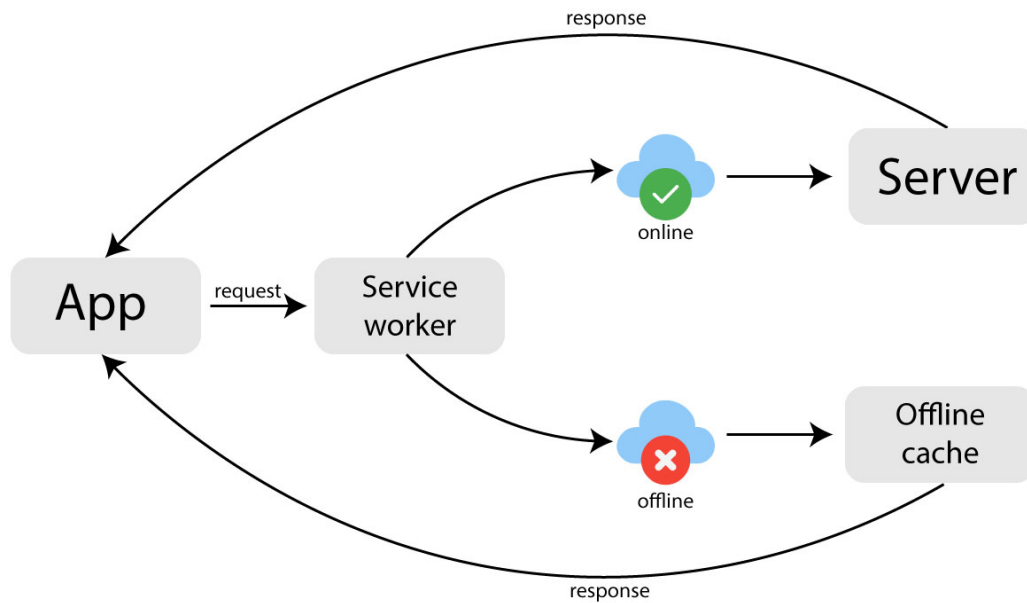 response
Server
online
App
request
Service
worker
Offline
cache
offline
response